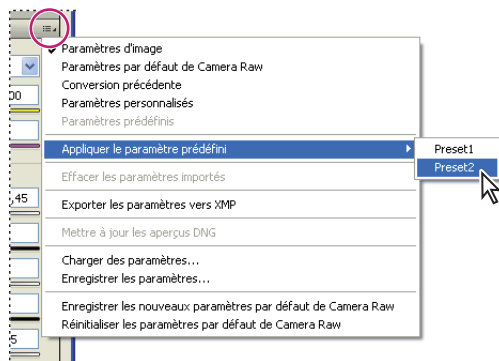 Paramètres d'image
Paramètres par défaut de Camera Raw
Conversion précédente
Paramètres personnalisés
Paramètres prédéfinis
Appliquer le paramètre prédéfini
Preset1
Preset2
Effacer les paramètres importés
Exporter les paramètres vers XMP
Mettre à jour les aperçus DNG
Charger des paramètres...
Enregistrer les paramètres...
Enregistrer les nouveaux paramètres par défaut de Camera Raw
Réinitialiser les paramètres par défaut de Camera Raw
00
,45
5